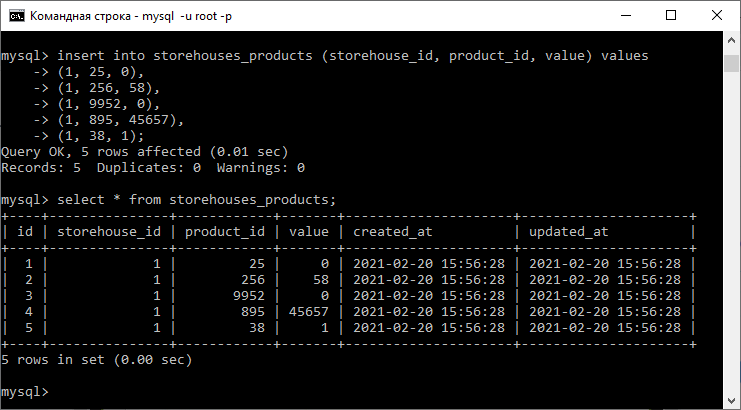 Командная строка - mysql  -u root -p
mysql> insert into storehouses_products (storehouse_id, product_id, value) values
    -> (1, 25, 0),
    -> (1, 256, 58),
    -> (1, 9952, 0),
    -> (1, 895, 45657),
    -> (1, 38, 1);
Query OK, 5 rows affected (0.01 sec)
Records: 5  Duplicates: 0  Warnings: 0
mysql> select * from storehouses_products;
+----+---------------+------------+-------+---------------------+---------------------+
| id | storehouse_id | product_id | value | created_at          | updated_at          |
+----+---------------+------------+-------+---------------------+---------------------+
|  1 |             1 |         25 |     0 | 2021-02-20 15:56:28 | 2021-02-20 15:56:28 |
|  2 |             1 |        256 |    58 | 2021-02-20 15:56:28 | 2021-02-20 15:56:28 |
|  3 |             1 |       9952 |     0 | 2021-02-20 15:56:28 | 2021-02-20 15:56:28 |
|  4 |             1 |        895 | 45657 | 2021-02-20 15:56:28 | 2021-02-20 15:56:28 |
|  5 |             1 |         38 |     1 | 2021-02-20 15:56:28 | 2021-02-20 15:56:28 |
+----+---------------+------------+-------+---------------------+---------------------+
5 rows in set (0.00 sec)
mysql>